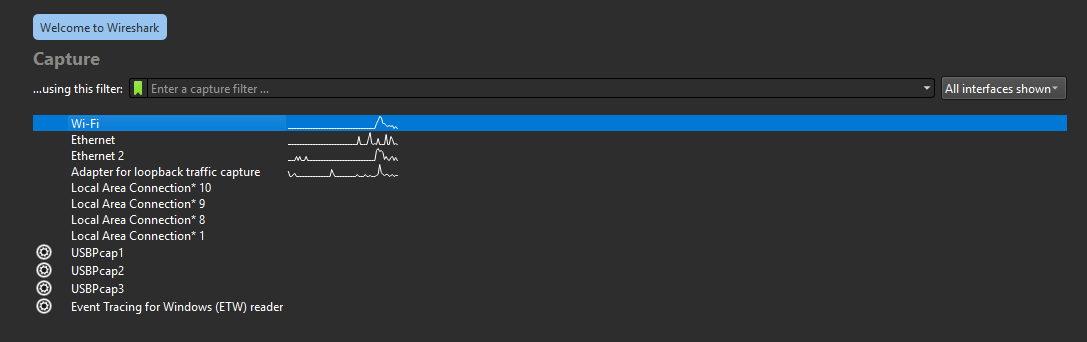 Welcome to Wireshark
Capture
...using this filter: Enter a capture filter ... All interfaces shown
Wi-Fi
Ethernet
Ethernet 2
Adapter for loopback traffic capture
Local Area Connection* 10
Local Area Connection* 9
Local Area Connection* 8
Local Area Connection* 1
USBPcap1
USBPcap2
USBPcap3
Event Tracing for Windows (ETW) reader